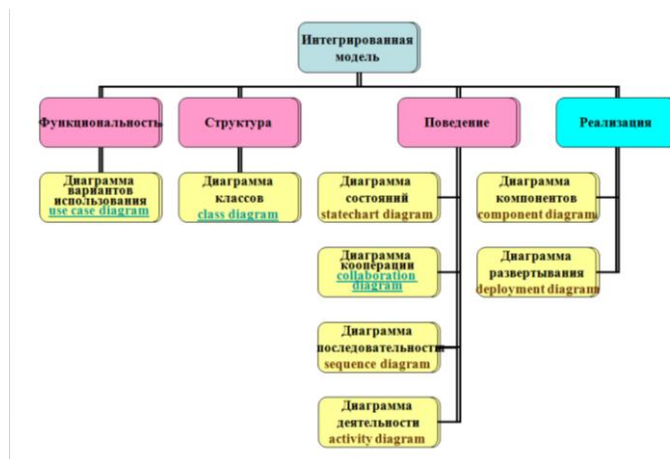 Интегрированная
модель
Функциональность
Структура
Поведение
Реализация
Диаграмма
вариантов
использования
use case diagram
Диаграмма
классов
class diagram
Диаграмма
состояний
statechart diagram
Диаграмма
кооперации
collaboration
diagram
Диаграмма
последовательности
sequence diagram
Диаграмма
деятельности
activity diagram
Диаграмма
компонентов
component diagram
Диаграмма
развертывания
deployment diagram